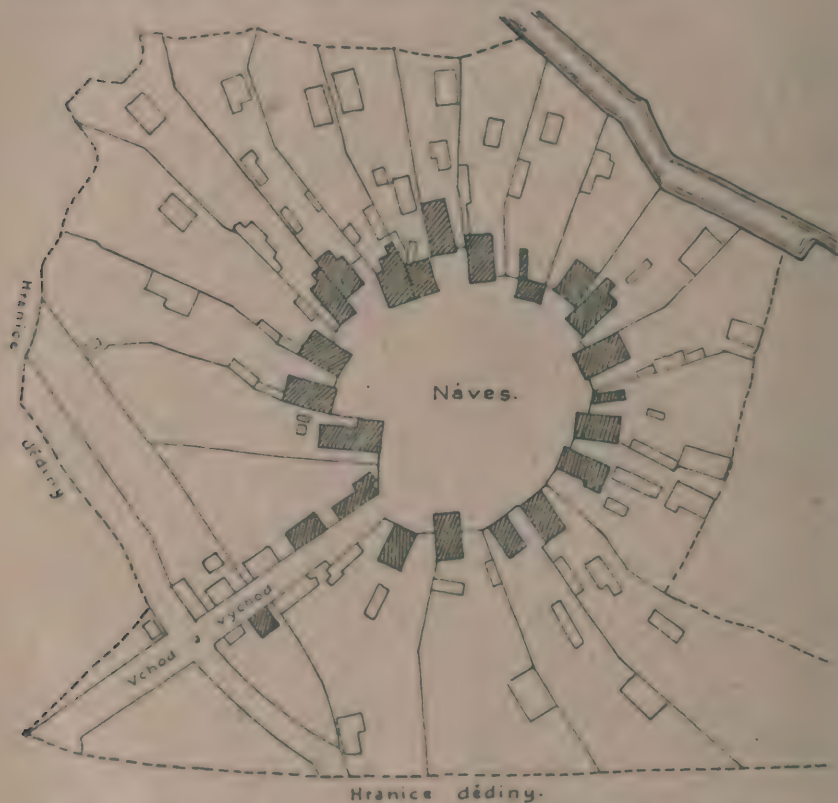 Náves.
Hranice
dědiny
Vchod a východ
Hranice dědiny.